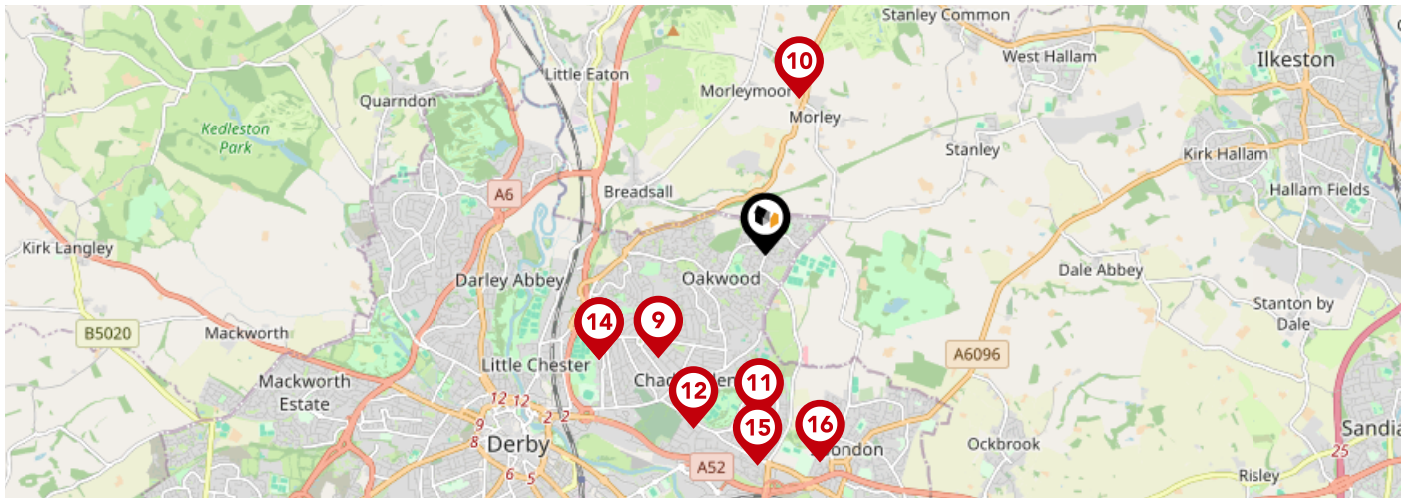 Stanley Common
10
West Hallam
Ilkeston
Little Eaton
Morleymoor
Quarndon
Morley
Kedleston
Park
Stanley
Kirk Hallam
A6
Breadsall
Hallam Fields
Kirk Langley
Darley Abbey
Oakwood
Dale Abbey
Stanton by
Dale
14
9
B5020
Mackworth
A6096
Little Chester
Mackworth
Estate
11
12
12
12
2
2
9
8
Derby
15
16
Ockbrook
A52
6
5
25
Risley